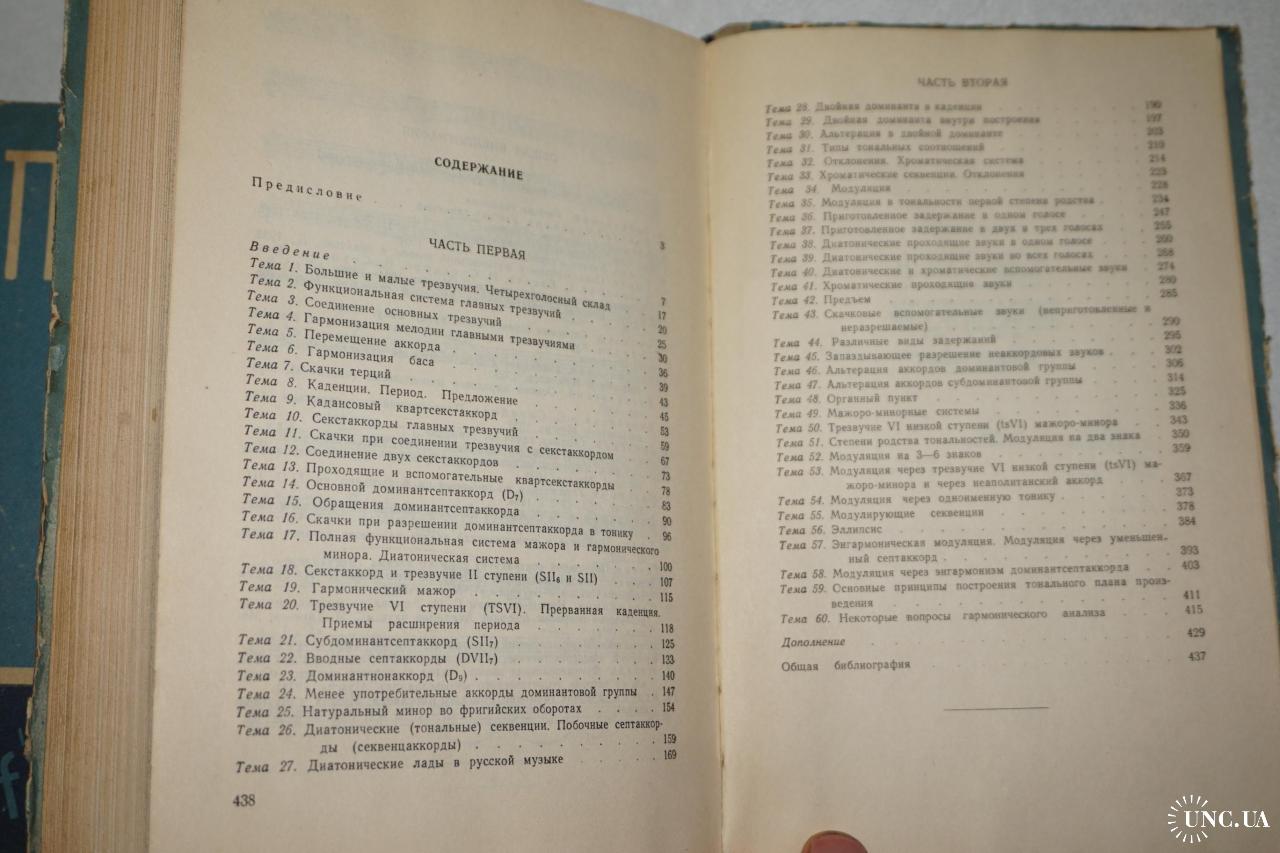 СОДЕРЖАНИЕ
Предисловие . . . . . . . . . . 3
ЧАСТЬ ПЕРВАЯ
Введение . . . . . . . . . . 7
Тема 1. Большие и малые трезвучия. Четырехголосный склад 17
Тема 2. Функциональная система главных трезвучий . . . . 20
Тема 3. Соединение основных трезвучий . . . . 25
Тема 4. Гармонизация мелодии главными трезвучиями . . 30
Тема 5. Перемещение аккорда . . . . . . 36
Тема 6. Гармонизация баса . . . . . . 39
Тема 7. Скачки терций . . . . . . 43
Тема 8. Каденции. Период. Предложение . . . . 45
Тема 9. Кадансовый квартсекстаккорд . . . . 53
Тема 10. Секстаккорды главных трезвучий . . . . 59
Тема 11. Скачки при соединении трезвучия с секстаккордом 67
Тема 12. Соединение двух секстаккордов . . . . 73
Тема 13. Проходящие и вспомогательные квартсекстаккорды 78
Тема 14. Основной доминантсептаккорд (D7) . . . . 83
Тема 15. Обращения доминантсептаккорда . . . . 90
Тема 16. Скачки при разрешении доминантсептаккорда в тонику . 96
Тема 17. Полная функциональная система мажора и гармонического
минора. Диатоническая система . . . . 100
Тема 18. Секстаккорд и трезвучие II ступени (SII6 и SII) . . . 107
Тема 19. Гармонический мажор . . . . . . 115
Тема 20. Трезвучие VI ступени (TSVI). Прерванная каденция.
Приемы расширения периода . . . . . . 118
Тема 21. Субдоминантсептаккорд (SII7) . . . . . . 125
Тема 22. Вводные септаккорды (DVII7) . . . . . . 133
Тема 23. Доминантнонаккорд (D9) . . . . . . . 140
Тема 24. Менее употребительные аккорды доминантовой группы . 147
Тема 25. Натуральный минор во фригийских оборотах . . . 154
Тема 26. Диатонические (тональные) секвенции. Побочные септаккор-
ды (секвенцаккорды) . . . . . . . 159
Тема 27. Диатонические лады в русской музыке . . . . 169
438
ЧАСТЬ ВТОРАЯ
Тема 28. Двойная доминанта в каденции . . . . . . 190
Тема 29. Двойная доминанта внутри построения . . . . 197
Тема 30. Альтерация в двойной доминанте . . . . . 203
Тема 31. Типы тональных соотношений . . . . . 210
Тема 32. Отклонения. Хроматическая система . . . . 214
Тема 33. Хроматические секвенции. Отклонения . . . . 223
Тема 34. Модуляция . . . . . . . 228
Тема 35. Модуляция в тональности первой степени родства . . 234
Тема 36. Приготовленное задержание в одном голосе . . . 247
Тема 37. Приготовленное задержание в двух и трех голосах . . 255
Тема 38. Диатонические проходящие звуки в одном голосе . . 260
Тема 39. Диатонические проходящие звуки во всех голосах . . 268
Тема 40. Диатонические и хроматические вспомогательные звуки . 274
Тема 41. Хроматические проходящие звуки . . . . 280
Тема 42. Предъем . . . . . . . . 285
Тема 43. Скачковые вспомогательные звуки (неприготовленные и
неразрешаемые) . . . . . . . 290
Тема 44. Различные виды задержаний . . . . . 295
Тема 45. Запаздывающее разрешение неаккордовых звуков . . 302
Тема 46. Альтерация аккордов доминантовой группы . . . 306
Тема 47. Альтерация аккордов субдоминантовой группы . . . 314
Тема 48. Органный пункт . . . . . . . 325
Тема 49. Мажоро-минорные системы . . . . . 336
Тема 50. Трезвучие VI низкой ступени (tsVI) мажоро-минора . . 343
Тема 51. Степени родства тональностей. Модуляция на два знака . 350
Тема 52. Модуляция на 3—6 знаков . . . . . . 359
Тема 53. Модуляция через трезвучие VI низкой ступени (tsVI) ма-
жоро-минора и через неаполитанский аккорд . . . 367
Тема 54. Модуляция через одноименную тонику . . . . 373
Тема 55. Модулирующие секвенции . . . . . . 378
Тема 56. Эллипсис . . . . . . . . 384
Тема 57. Энгармоническая модуляция. Модуляция через уменьшен-
ный септаккорд . . . . . . . 393
Тема 58. Модуляция через энгармонизм доминантсептаккорда . . 403
Тема 59. Основные принципы построения тонального плана произ-
ведения . . . . . . . . 411
Тема 60. Некоторые вопросы гармонического анализа . . . 415
Дополнение . . . . . . . . 429
Общая библиография . . . . . . . 437
UNC.UA